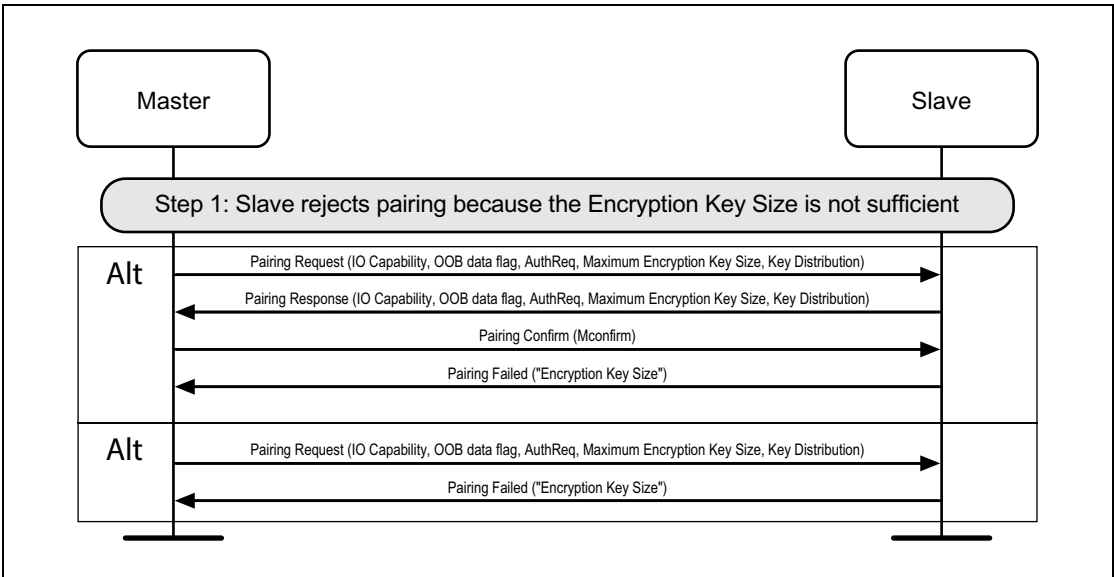 Master
Slave
Step 1: Slave rejects pairing because the Encryption Key Size is not sufficient
Alt
Pairing Request (IO Capability, OOB data flag, AuthReq, Maximum Encryption Key Size, Key Distribution)
Pairing Response (IO Capability, OOB data flag, AuthReq, Maximum Encryption Key Size, Key Distribution)
Pairing Confirm (Mconfirm)
Pairing Failed ("Encryption Key Size")
Alt
Pairing Request (IO Capability, OOB data flag, AuthReq, Maximum Encryption Key Size, Key Distribution)
Pairing Failed ("Encryption Key Size")